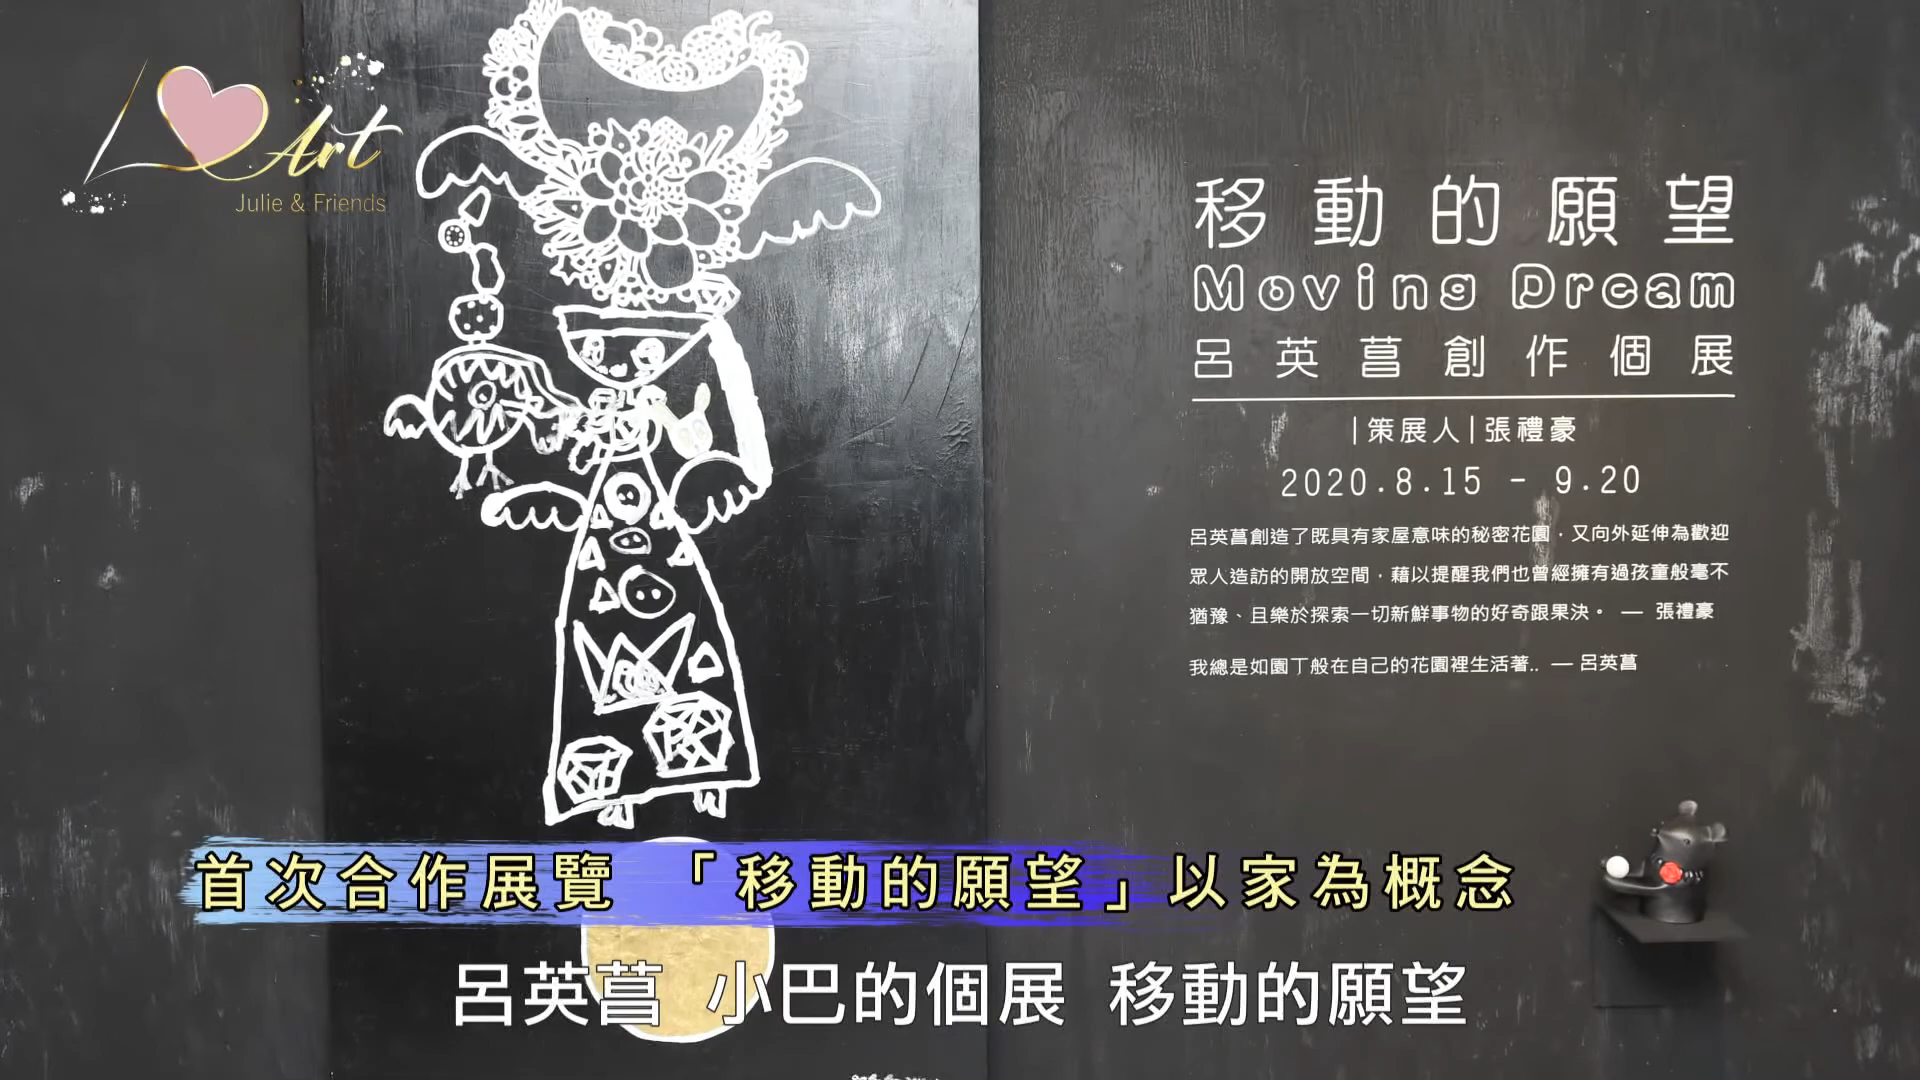 Art
Julie & Friends
移動的願望
Moving Dream
呂英菖創作個展
|策展人|張禮豪
2020.8.15 - 9.20
呂英菖創造了既具有家屋意味的秘密花園，又向外延伸為歡迎
眾人造訪的開放空間，藉以提醒我們也曾經擁有過孩童般毫不
猶豫、且樂於探索一切新鮮事物的好奇跟果決。 — 張禮豪
我總是如園丁般在自己的花園裡生活著.. — 呂英菖
首次合作展覽 「移動的願望」以家為概念
呂英菖 小巴的個展 移動的願望